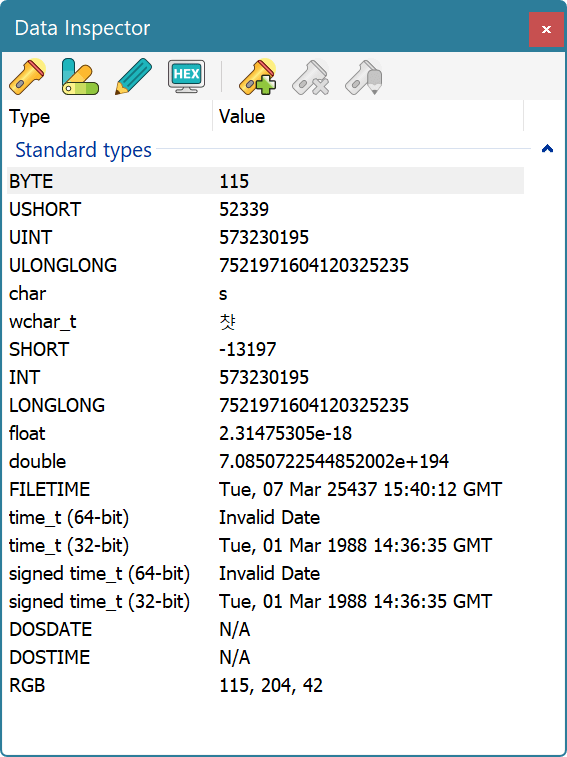 Data Inspector
HEX
Type Value
Standard types
BYTE 115
USHORT 52339
UINT 573230195
ULONGLONG 7521971604120325235
char s
wchar_t 챳
SHORT -13197
INT 573230195
LONGLONG 7521971604120325235
float 2.31475305e-18
double 7.0850722544852002e+194
FILETIME Tue, 07 Mar 25437 15:40:12 GMT
time_t (64-bit) Invalid Date
time_t (32-bit) Tue, 01 Mar 1988 14:36:35 GMT
signed time_t (64-bit) Invalid Date
signed time_t (32-bit) Tue, 01 Mar 1988 14:36:35 GMT
DOSDATE N/A
DOSTIME N/A
RGB 115, 204, 42